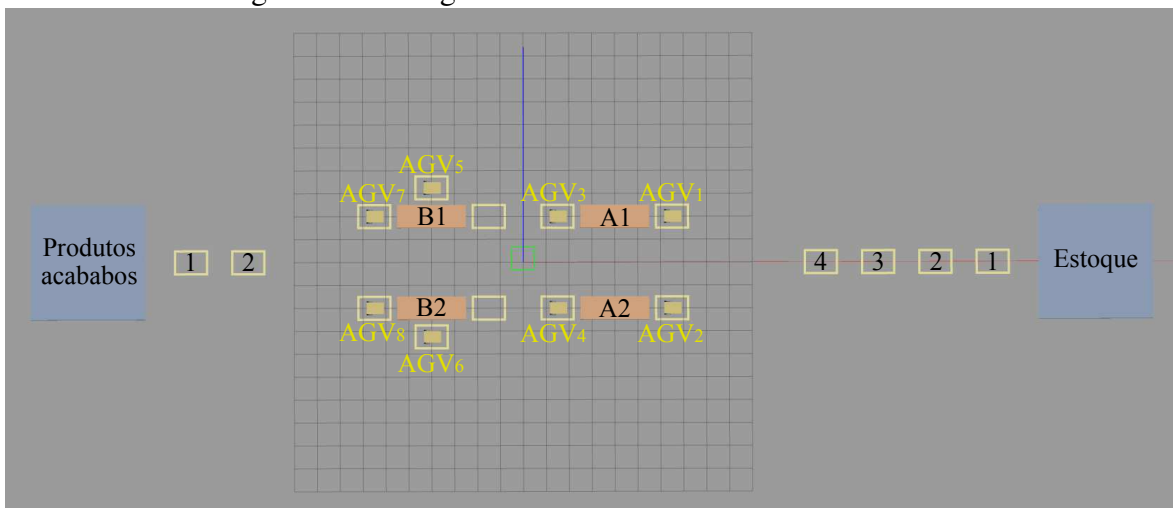 AGV5
AGV7 AGV3 AGV1
B1 A1
Produtos
acababos
1 2 4 3 2 1 Estoque
B2 A2
AGV8 AGV4 AGV2
AGV6